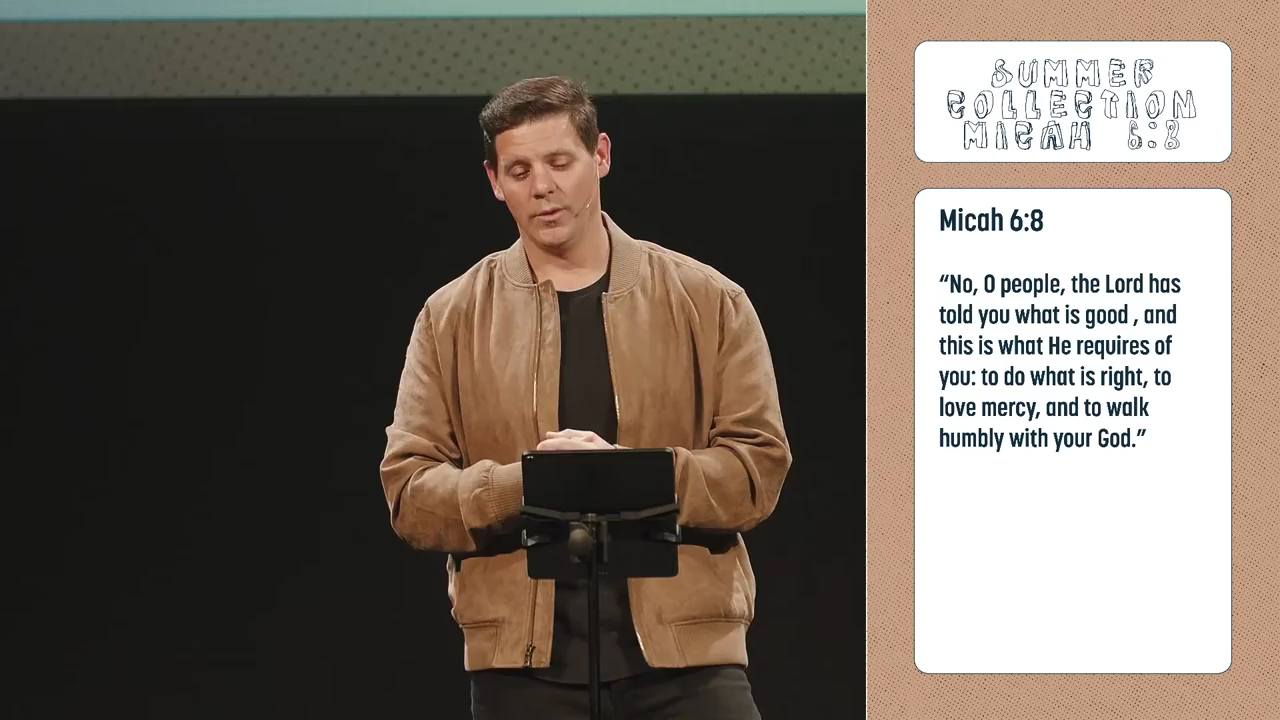 SUMMER
COLLECTION
MICAH 6:8
Micah 6:8
“No, O people, the Lord has
told you what is good , and
this is what He requires of
you: to do what is right, to
love mercy, and to walk
humbly with your God.”